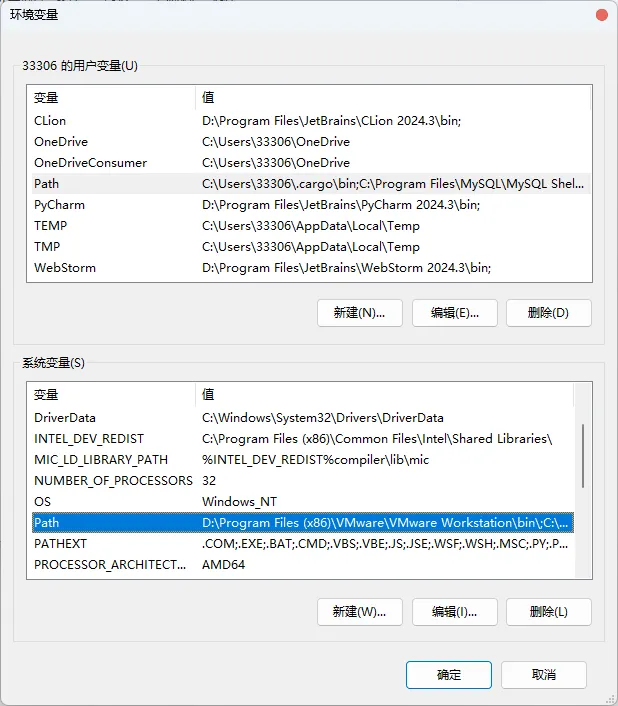 环境变量
33306 的用户变量(U)
变量 值
CLion D:\Program Files\JetBrains\CLion 2024.3\bin;
OneDrive C:\Users\33306\OneDrive
OneDriveConsumer C:\Users\33306\OneDrive
Path C:\Users\33306\.cargo\bin;C:\Program Files\MySQL\MySQL Shel...
PyCharm D:\Program Files\JetBrains\PyCharm 2024.3\bin;
TEMP C:\Users\33306\AppData\Local\Temp
TMP C:\Users\33306\AppData\Local\Temp
WebStorm D:\Program Files\JetBrains\WebStorm 2024.3\bin;
新建(N)... 编辑(E)... 删除(D)
系统变量(S)
变量 值
DriverData C:\Windows\System32\Drivers\DriverData
INTEL_DEV_REDIST C:\Program Files (x86)\Common Files\Intel\Shared Libraries\
MIC_LD_LIBRARY_PATH %INTEL_DEV_REDIST%compiler\lib\mic
NUMBER_OF_PROCESSORS 32
OS Windows_NT
Path D:\Program Files (x86)\VMware\VMware Workstation\bin\;C:\...
PATHEXT .COM;.EXE;.BAT;.CMD;.VBS;.VBE;.JS;.JSE;.WSF;.WSH;.MSC;.PY;.P...
PROCESSOR_ARCHITECT... AMD64
新建(W)... 编辑(I)... 删除(L)
确定 取消